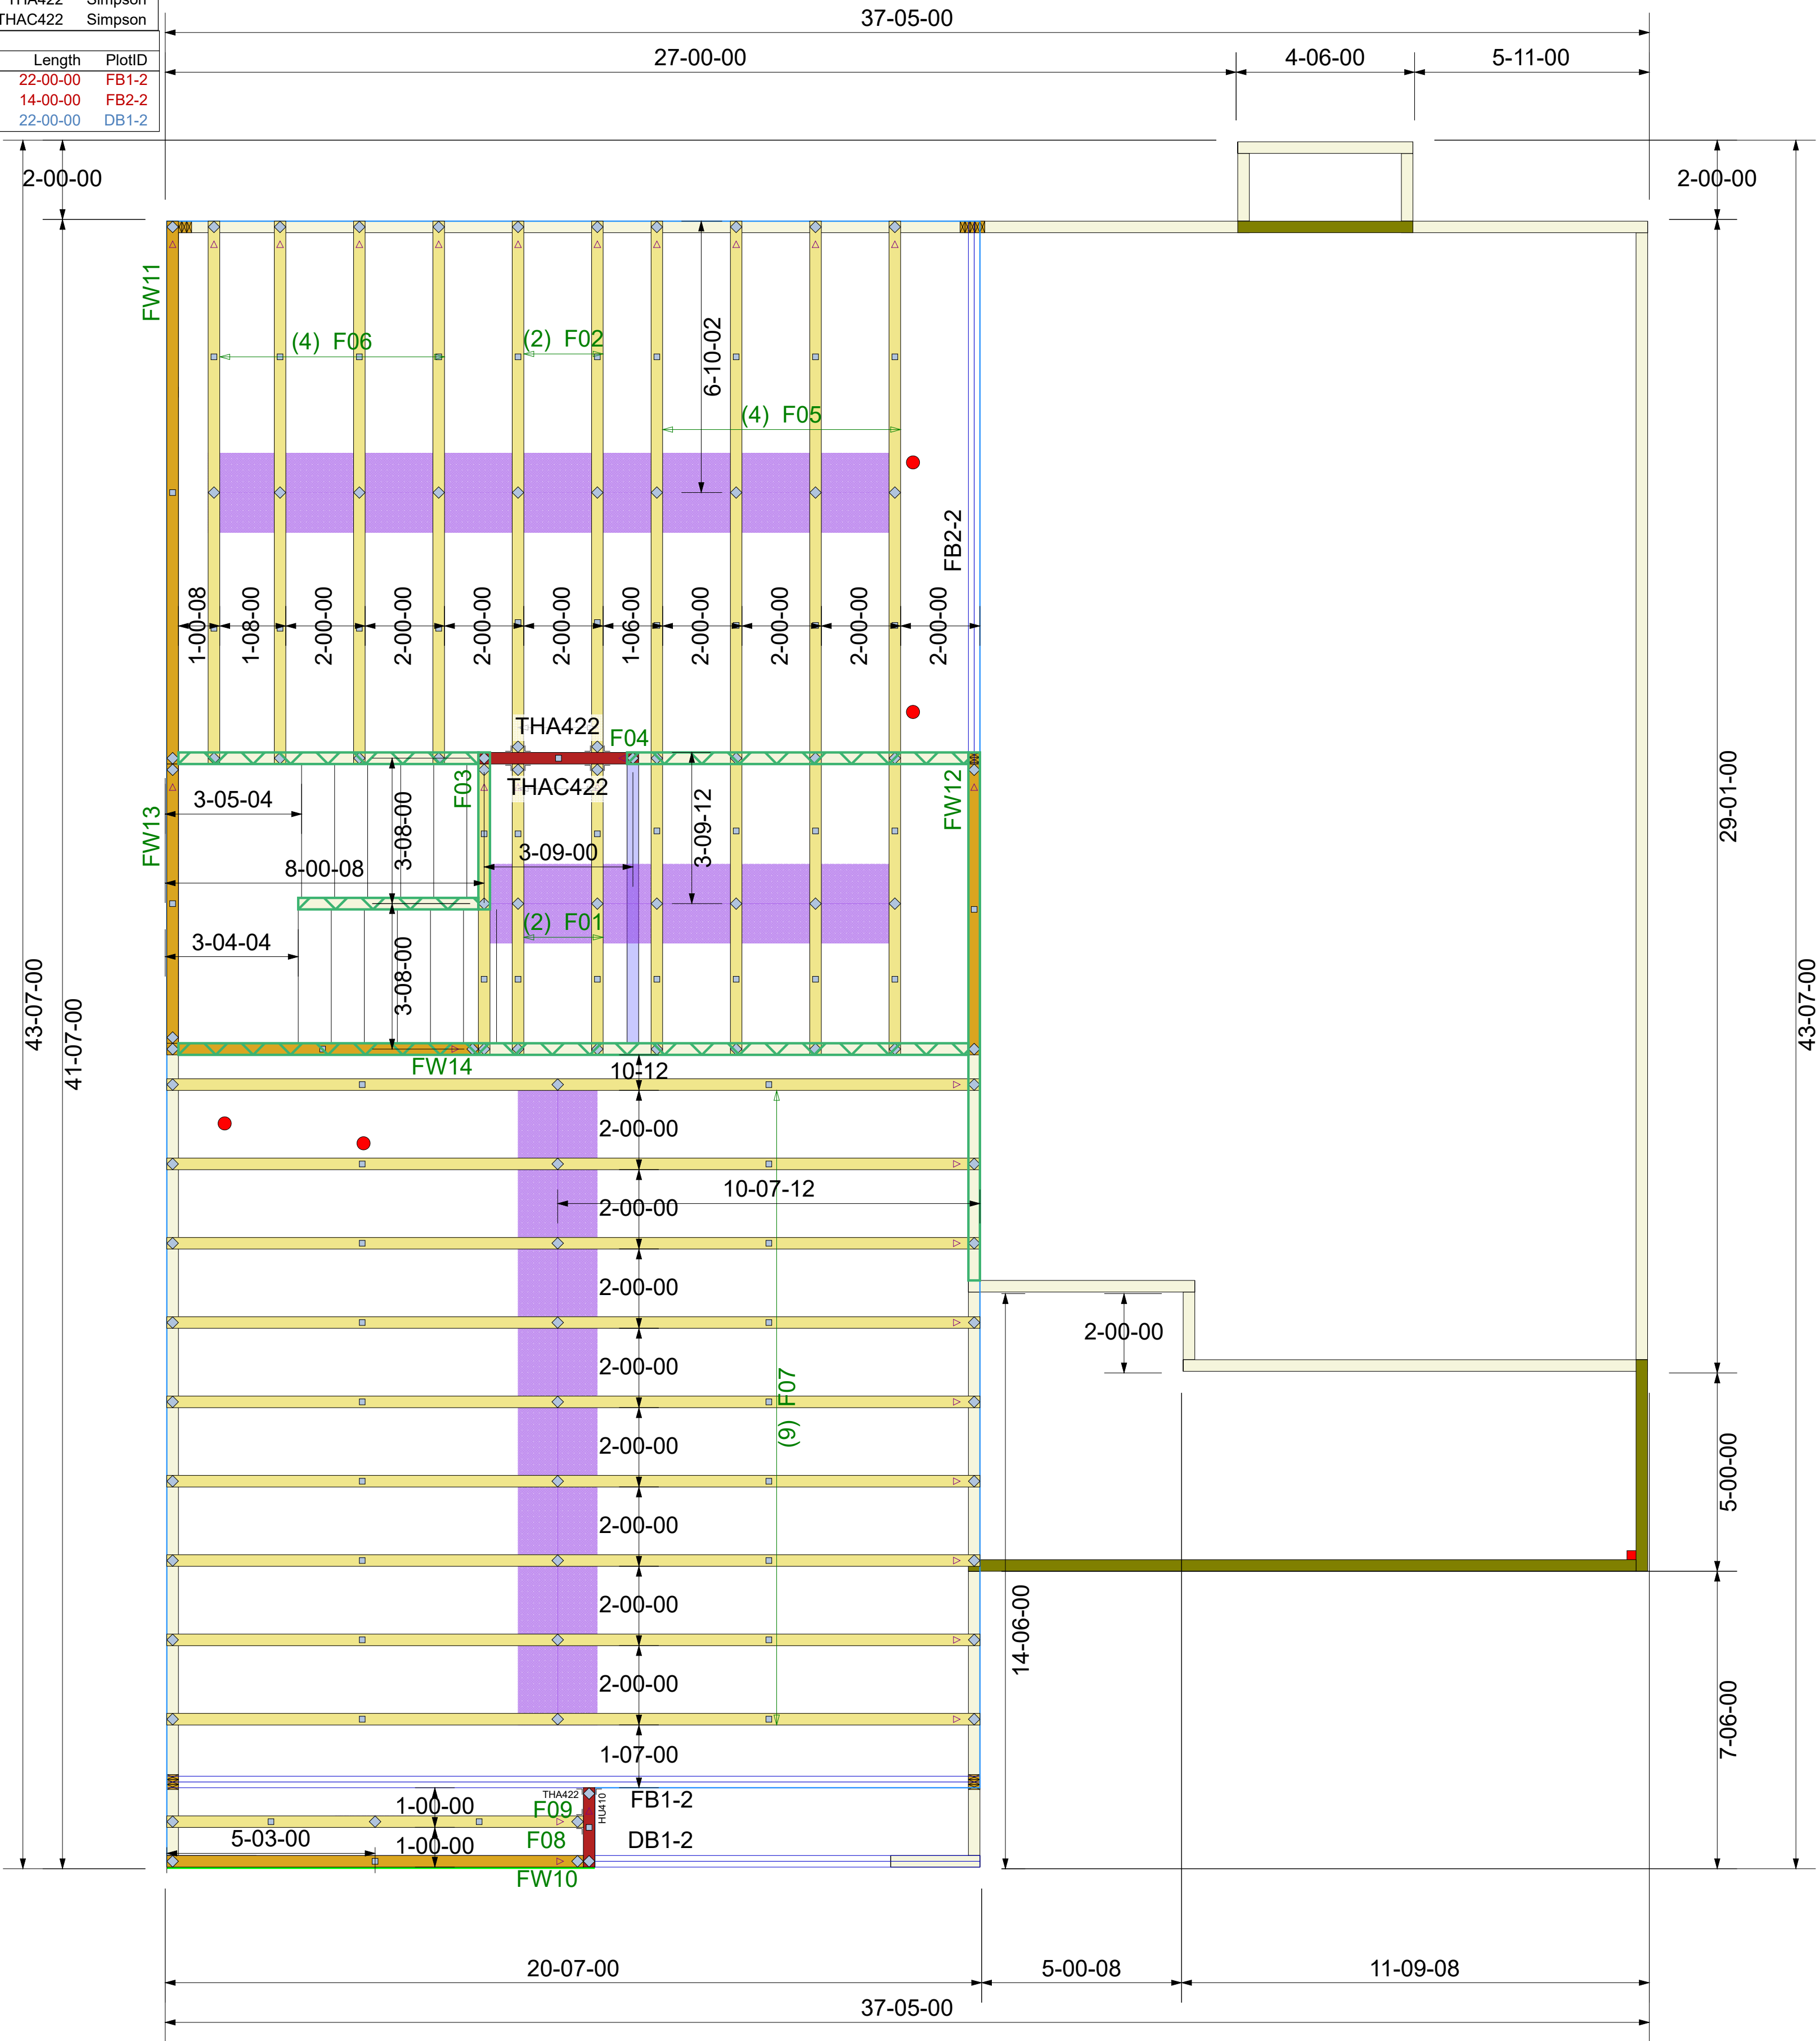 THA422 Simpson
THAC422 Simpson
Length PlotID
22-00-00 FB1-2
14-00-00 FB2-2
22-00-00 DB1-2
37-05-00
27-00-00
4-06-00
5-11-00
2-00-00
2-00-00
FW11
(4) F06
(2) F02
6-10-02
(4) F05
FB2-2
1-00-08
1-08-00
2-00-00
2-00-00
2-00-00
2-00-00
1-06-00
2-00-00
2-00-00
2-00-00
2-00-00
THA422
F04
THAC422
F03
FW12
FW13
3-05-04
3-08-00
3-09-12
3-09-00
8-00-08
(2) F01
3-04-04
3-08-00
29-01-00
43-07-00
41-07-00
43-07-00
FW14
10-12
2-00-00
10-07-12
2-00-00
2-00-00
2-00-00
2-00-00
(9) F07
2-00-00
2-00-00
2-00-00
2-00-00
2-00-00
5-00-00
14-06-00
7-06-00
1-07-00
THA422
HU410
FB1-2
1-00-00
F09
5-03-00
1-00-00
F08
DB1-2
FW10
20-07-00
5-00-08
11-09-08
37-05-00